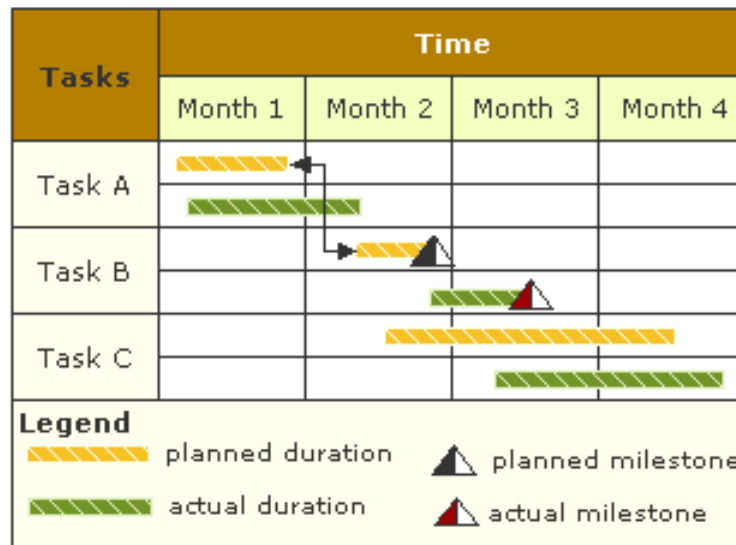 Tasks
Time
Month 1
Month 2
Month 3
Month 4
Task A
Task B
Task C
Legend
planned duration
planned milestone
actual duration
actual milestone